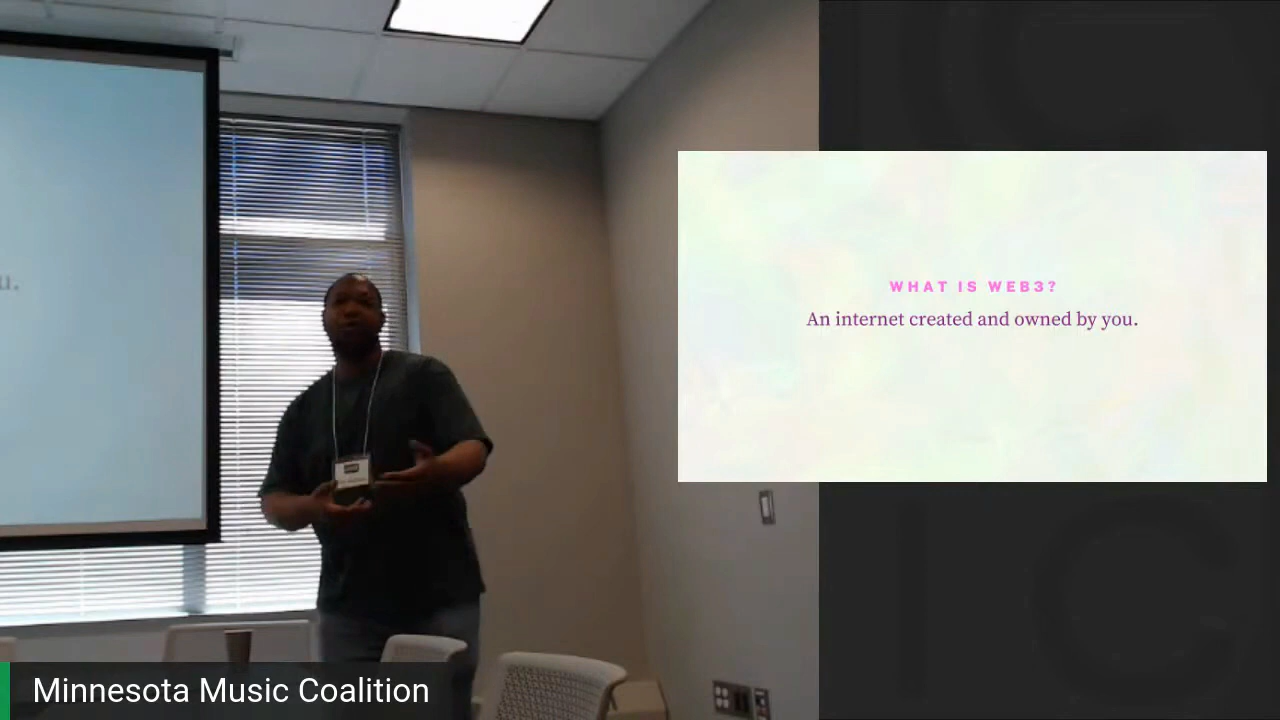 u.
WHAT IS WEB3?
An internet created and owned by you.
Minnesota Music Coalition